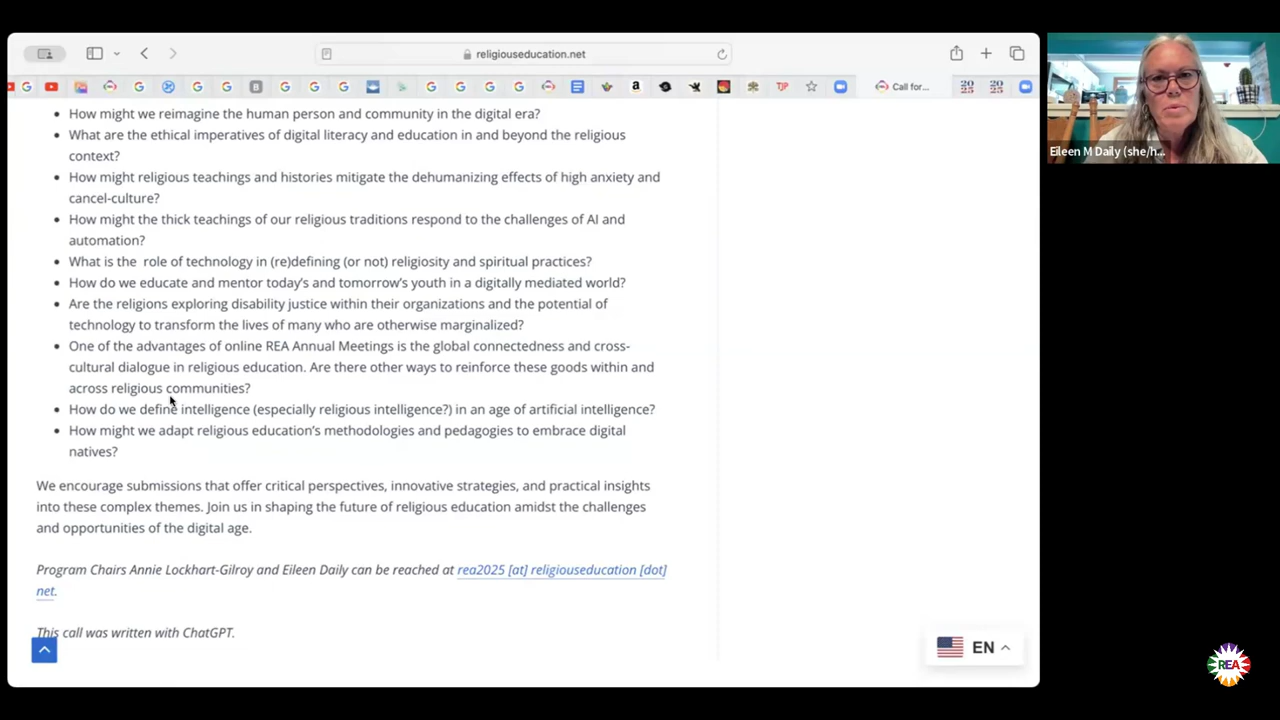 religiouseducation.net
Call for...
Eileen M Daily (she/h...
How might we reimagine the human person and community in the digital era?
What are the ethical imperatives of digital literacy and education in and beyond the religious
context?
How might religious teachings and histories mitigate the dehumanizing effects of high anxiety and
cancel-culture?
How might the thick teachings of our religious traditions respond to the challenges of AI and
automation?
What is the role of technology in (re)defining (or not) religiosity and spiritual practices?
How do we educate and mentor today's and tomorrow's youth in a digitally mediated world?
Are the religions exploring disability justice within their organizations and the potential of
technology to transform the lives of many who are otherwise marginalized?
One of the advantages of online REA Annual Meetings is the global connectedness and cross-
cultural dialogue in religious education. Are there other ways to reinforce these goods within and
across religious communities?
How do we define intelligence (especially religious intelligence?) in an age of artificial intelligence?
How might we adapt religious education's methodologies and pedagogies to embrace digital
natives?
We encourage submissions that offer critical perspectives, innovative strategies, and practical insights
into these complex themes. Join us in shaping the future of religious education amidst the challenges
and opportunities of the digital age.
Program Chairs Annie Lockhart-Gilroy and Eileen Daily can be reached at rea2025 [at] religiouseducation [dot]
net.
This call was written with ChatGPT.
EN
REA